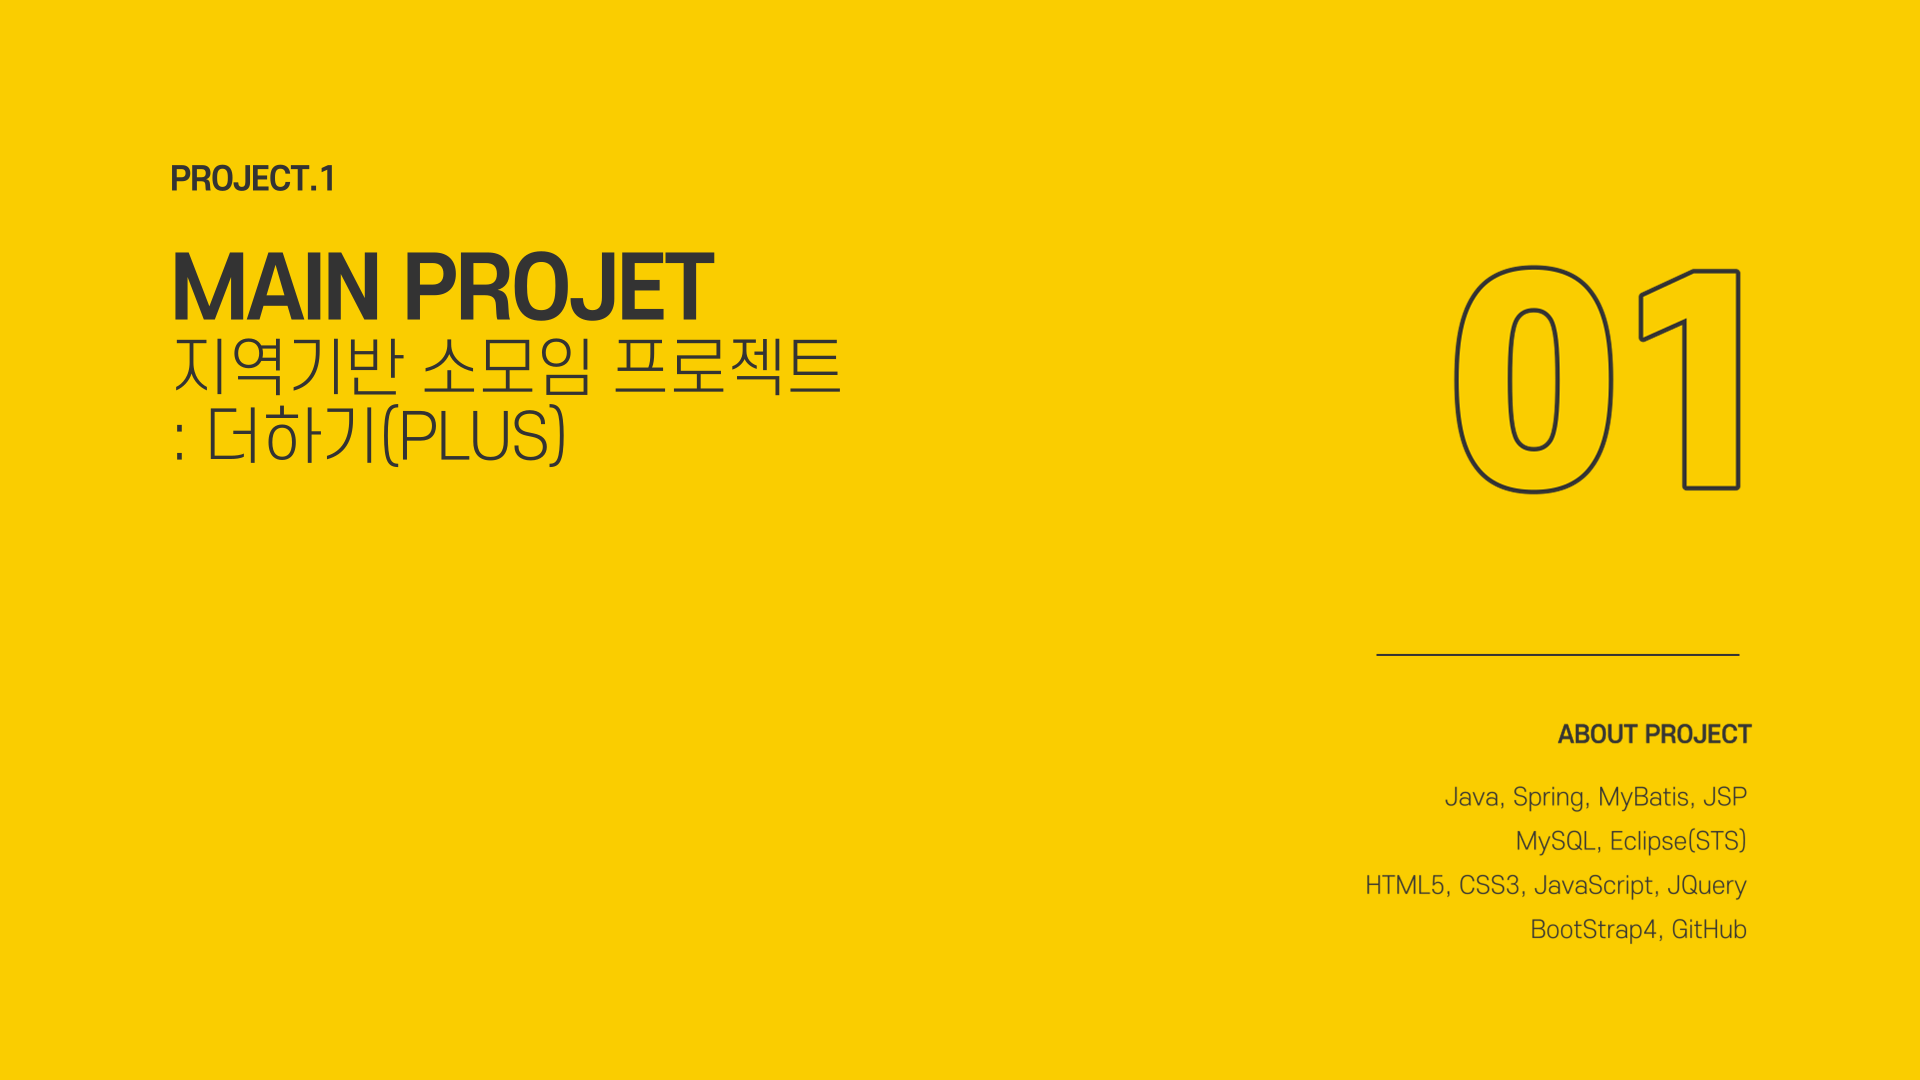 PROJECT.1
MAIN PROJET
지역기반 소모임 프로젝트
: 더하기(PLUS)
01
ABOUT PROJECT
Java, Spring, MyBatis, JSP
MySQL, Eclipse(STS)
HTML5, CSS3, JavaScript, JQuery
BootStrap4, GitHub